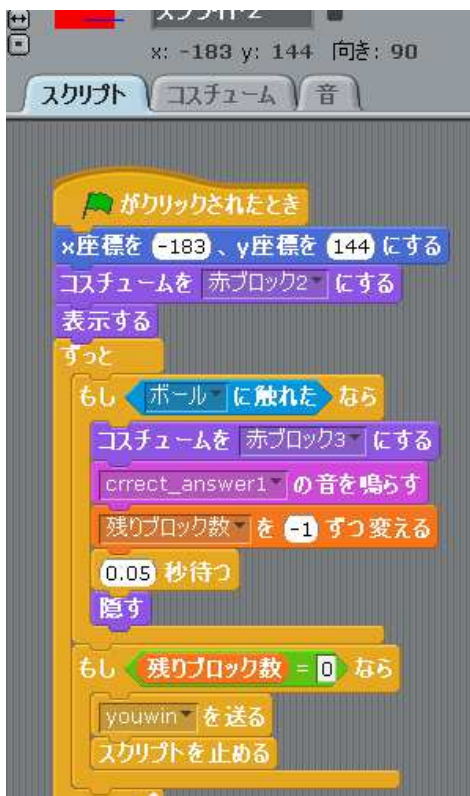 スプライト2
x: -183 y: 144 向き: 90
スクリプト コスチューム 音
がクリックされたとき
x座標を -183 、y座標を 144 にする
コスチュームを 赤ブロック2 にする
表示する
ずっと
もし ボール に触れた なら
コスチュームを 赤ブロック3 にする
crrect_answer1 の音を鳴らす
残りブロック数 を -1 ずつ変える
0.05 秒待つ
隠す
もし 残りブロック数 = 0 なら
youwin を送る
スクリプトを止める